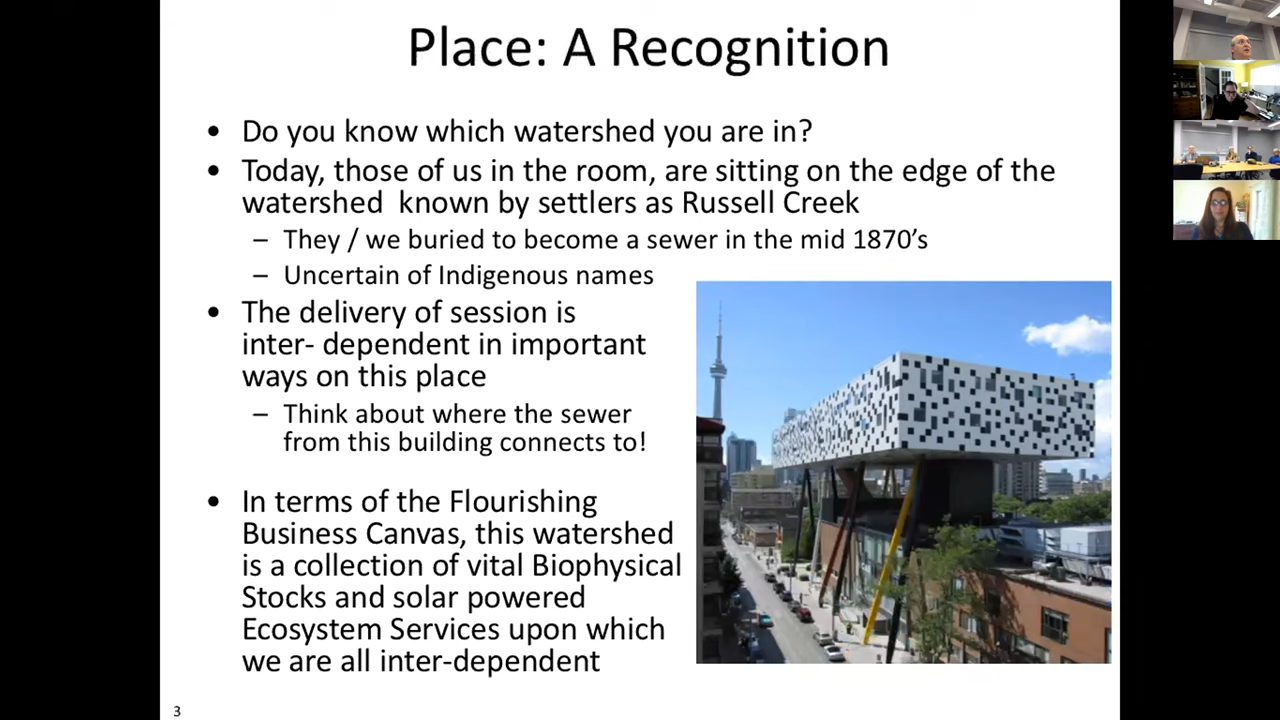 Place: A Recognition
• Do you know which watershed you are in?
• Today, those of us in the room, are sitting on the edge of the
watershed known by settlers as Russell Creek
– They / we buried to become a sewer in the mid 1870’s
– Uncertain of Indigenous names
• The delivery of session is
inter- dependent in important
ways on this place
– Think about where the sewer
from this building connects to!
• In terms of the Flourishing
Business Canvas, this watershed
is a collection of vital Biophysical
Stocks and solar powered
Ecosystem Services upon which
we are all inter-dependent
3